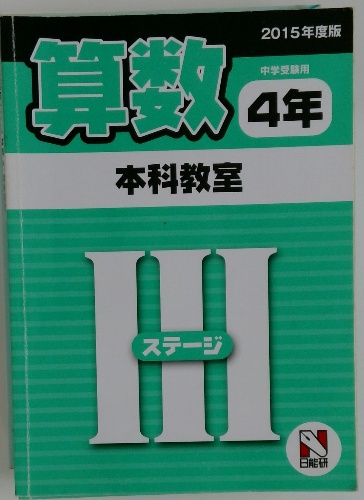 2015年度版
算数
中学受験用
4年
本科教室
III
ステージ
N
日能研